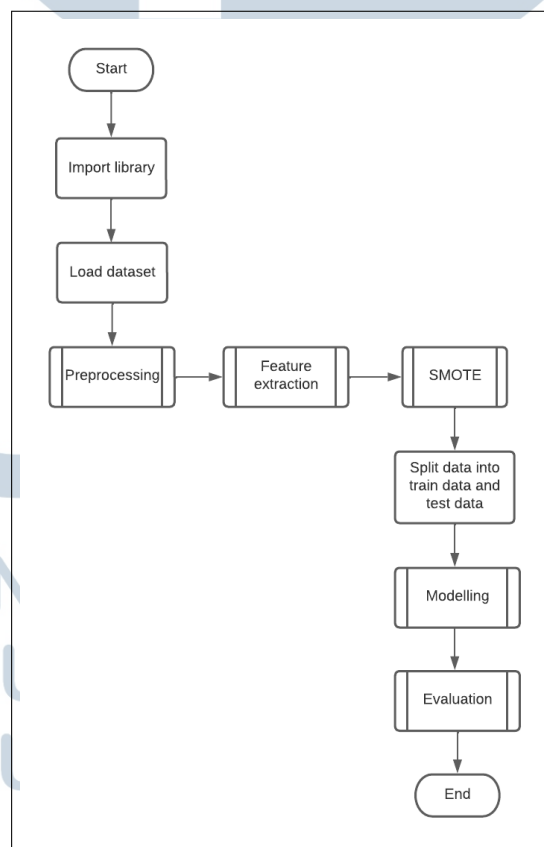 Start
Import library
Load dataset
Preprocessing
Feature
extraction
SMOTE
Split data into
train data and
test data
Modelling
Evaluation
End